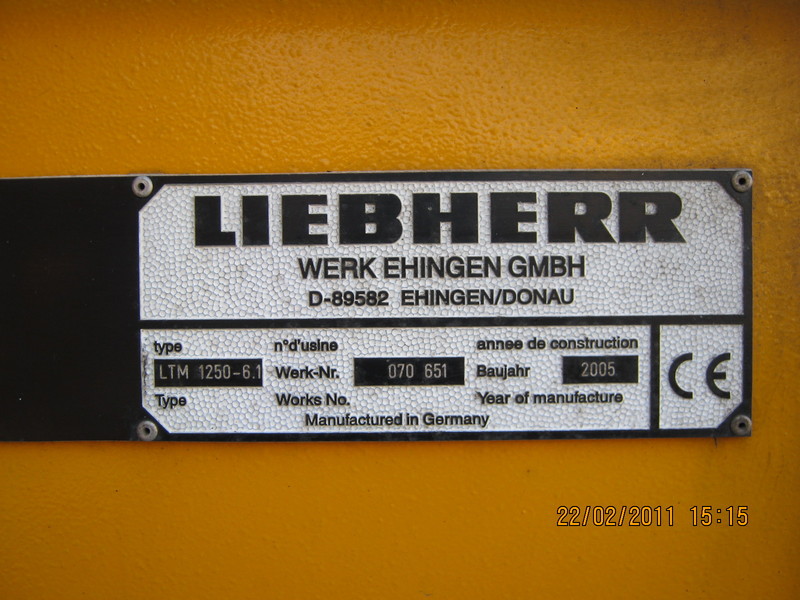 LIEBHERR
WERK EHINGEN GMBH
D-89582 EHINGEN/DONAU
type n°d'usine annee de construction
LTM 1250-6.1 Werk-Nr. 070 651 Baujahr 2005
Type Works No. Year of manufacture
Manufactured in Germany
CE
22/02/2011 15:15